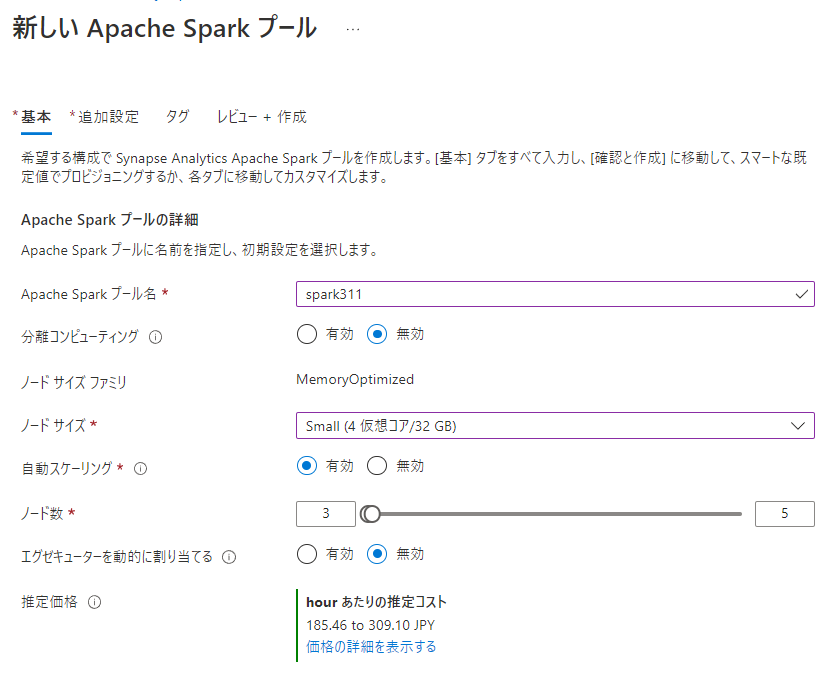 新しい Apache Spark プール ...
* 基本 * 追加設定 タグ レビュー + 作成
希望する構成で Synapse Analytics Apache Spark プールを作成します。[基本] タブをすべて入力し、[確認と作成] に移動して、スマートな既
定値でプロビジョニングするか、各タブに移動してカスタマイズします。
Apache Spark プールの詳細
Apache Spark プールに名前を指定し、初期設定を選択します。
Apache Spark プール名 * spark311
分離コンピューティング 有効 無効
ノード サイズ ファミリ MemoryOptimized
ノード サイズ * Small (4 仮想コア/32 GB)
自動スケーリング * 有効 無効
ノード数 * 3 5
エグゼキューターを動的に割り当てる 有効 無効
推定価格 hour あたりの推定コスト
185.46 to 309.10 JPY
価格の詳細を表示する